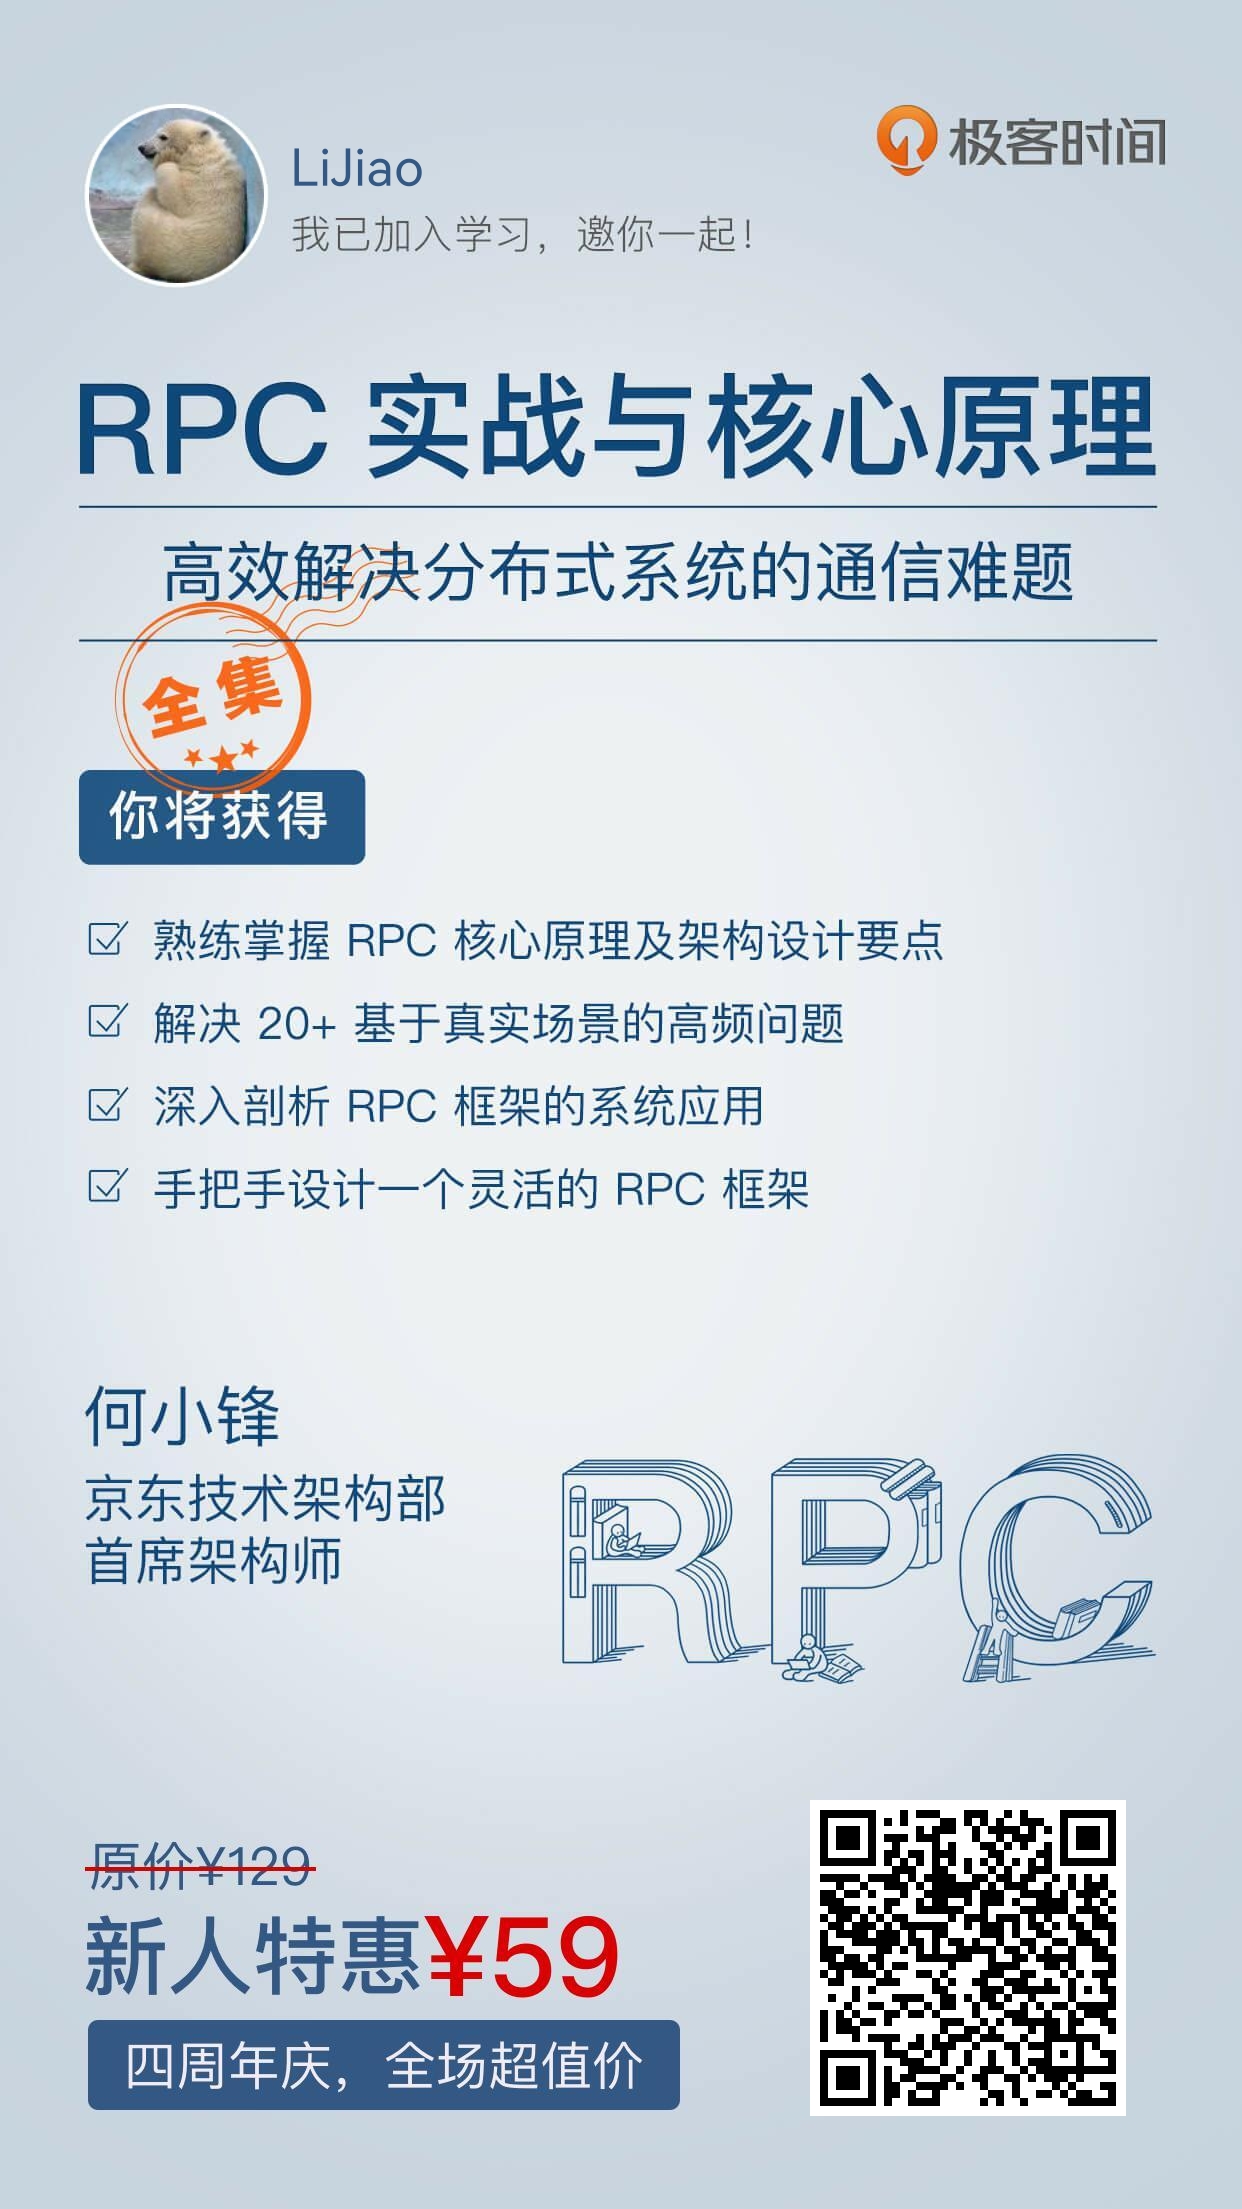 LiJiao
我已加入学习，邀你一起！
极客时间
RPC 实战与核心原理
高效解决分布式系统的通信难题
全集
你将获得
熟练掌握 RPC 核心原理及架构设计要点
解决 20+ 基于真实场景的高频问题
深入剖析 RPC 框架的系统应用
手把手设计一个灵活的 RPC 框架
何小锋
京东技术架构部
首席架构师
RPC
原价¥129
新人特惠¥59
四周年庆，全场超值价